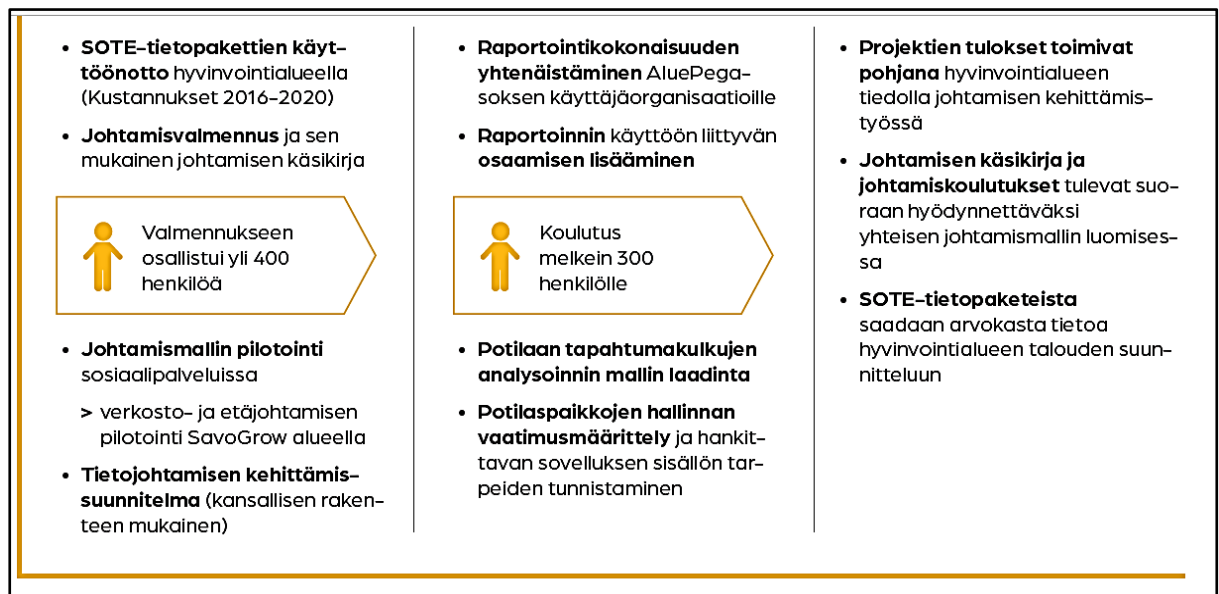 • SOTE-tietopakettien käyt-
töönotto hyvinvointialueella
(Kustannukset 2016-2020)
• Johtamisvalmennus ja sen
mukainen johtamisen käsikirja
Valmennukseen
osallistui yli 400
henkilöä
• Johtamismallin pilotointi
sosiaalipalveluissa
> verkosto- ja etäjohtamisen
pilotointi SavoGrow alueella
• Tietojohtamisen kehittämis-
suunnitelma (kansallisen raken-
teen mukainen)
• Raportointikokonaisuuden
yhtenäistäminen AluePega-
soksen käyttäjäorganisaatioille
• Raportoinnin käyttöön liittyvän
osaamisen lisääminen
Koulutus
melkein 300
henkilölle
• Potilaan tapahtumakulkujen
analysoinnin mallin laadinta
• Potilaspaikkojen hallinnan
vaatimusmäärittely ja hankit-
tavan sovelluksen sisällön tar-
peiden tunnistaminen
• Projektien tulokset toimivat
pohjana hyvinvointialueen
tiedolla johtamisen kehittämis-
työssä
• Johtamisen käsikirja ja
johtamiskoulutukset tulevat suo-
raan hyödynnettäväksi
yhteisen johtamismallin luomises-
sa
• SOTE-tietopaketeista
saadaan arvokasta tietoa
hyvinvointialueen talouden suun-
nitteluun